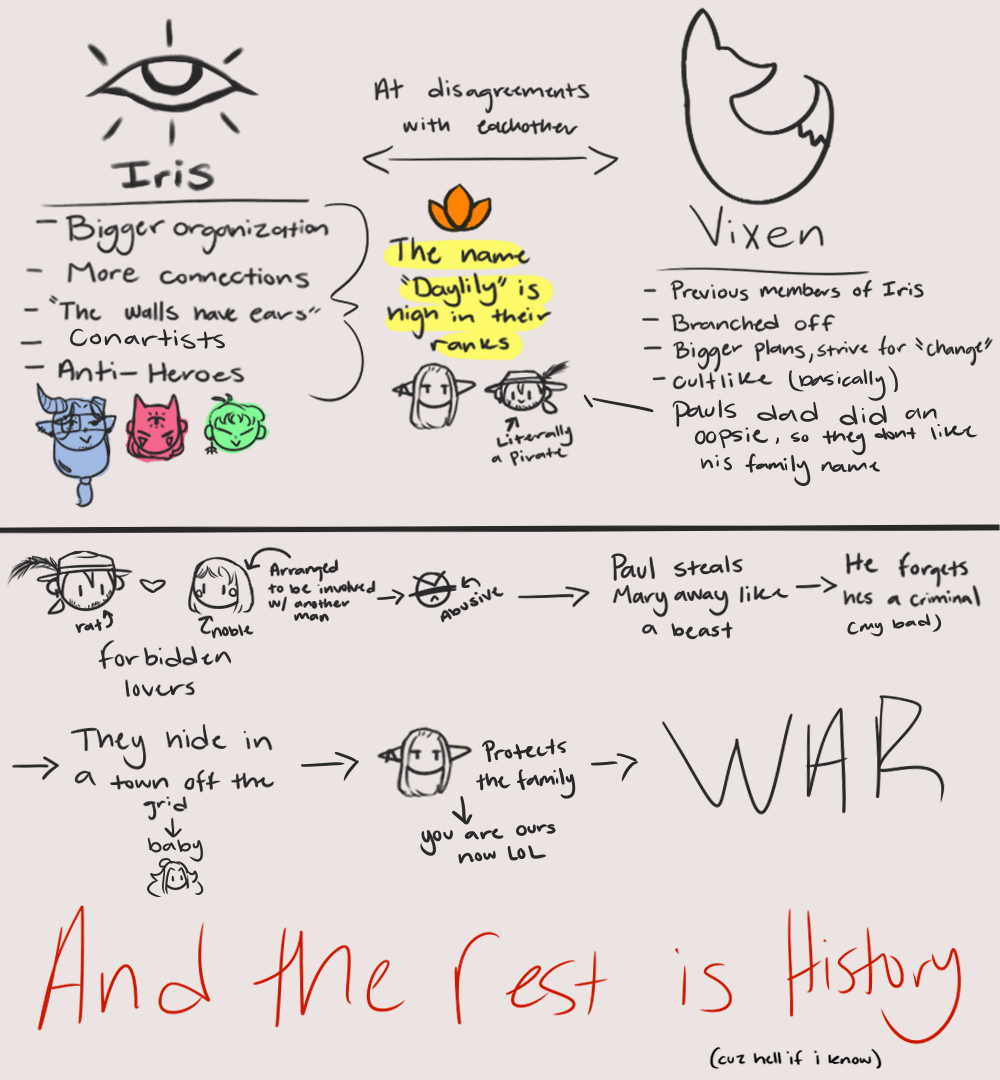 At disagreements
with eachother
Iris
- Bigger organization
- More connections
- "The walls have ears"
- Conartists
- Anti-Heroes
The name
"Daylily" is
high in their
ranks
Literally
a Pirate
Vixen
- Previous members of Iris
- Branched off
- Bigger plans, strive for "change"
- cultlike (basically)
Pauls dad did an
oopsie, so they dont like
his family name
rat
forbidden
lovers
noble
Arranged
to be involved
w/ another
man
Abusive
Paul steals
Mary away like
a beast
He forgets
hes a criminal
(my bad)
They hide in
a town off the
grid
baby
Protects
the family
you are ours
now LOL
WAR
And the rest is History
(cuz hell if i know)